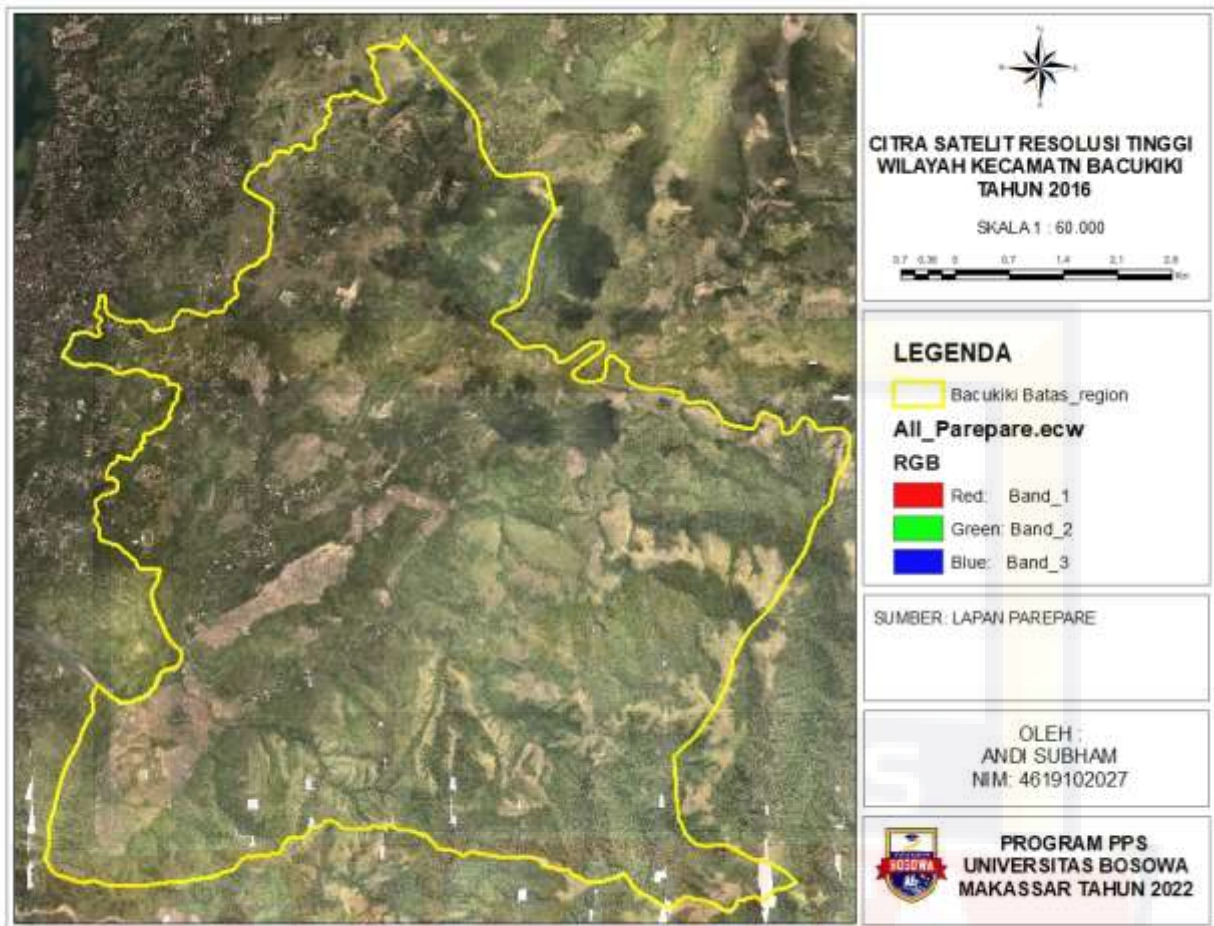 CITRA SATELIT RESOLUSI TINGGI
WILAYAH KECAMATN BACUKIKI
TAHUN 2016
SKALA 1 : 60.000
0.7 0.35 0 0.7 1.4 2.1 2.8
Km
LEGENDA
Bacukiki Batas_region
All_Parepare.ecw
RGB
Red: Band_1
Green: Band_2
Blue: Band_3
SUMBER: LAPAN PAREPARE
OLEH :
ANDI SUBHAM
NIM: 4619102027
BOSOWA
PROGRAM PPS
UNIVERSITAS BOSOWA
MAKASSAR TAHUN 2022